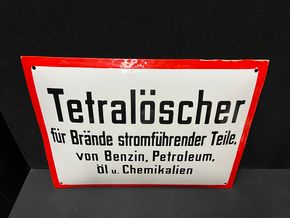 Tetralöscher
für Brände stromführender Teile,
von Benzin, Petroleum,
Öl u. Chemikalien